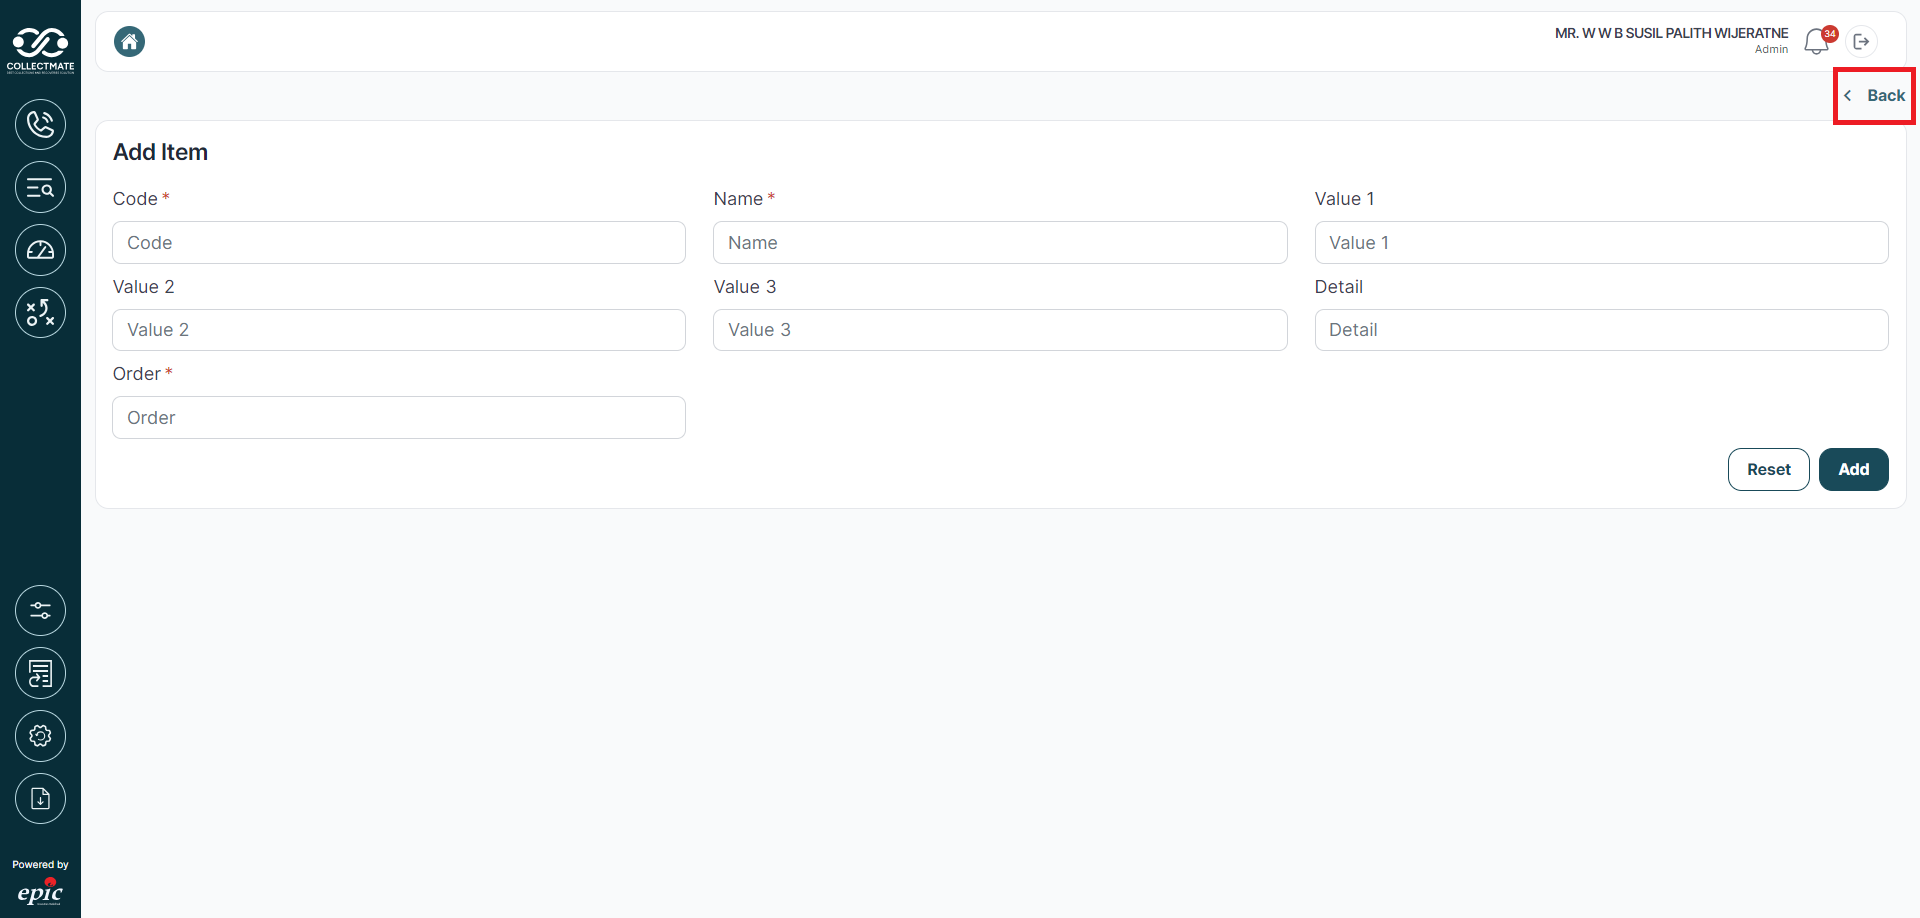 COLLECTMATE
MR. W W B SUSIL PALITH WIJERATNE
Admin
34
Back
Add Item
Code *
Name *
Value 1
Code
Name
Value 1
Value 2
Value 3
Detail
Value 2
Value 3
Detail
Order *
Order
Reset
Add
Powered by
epic